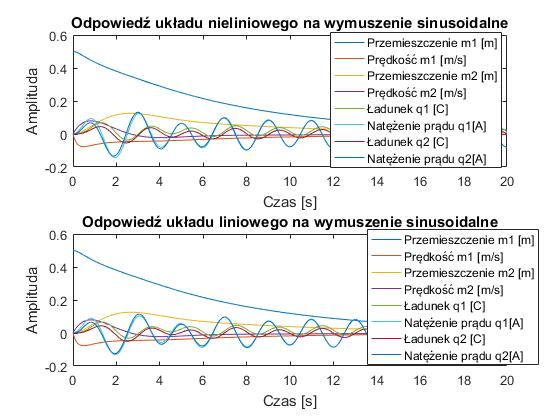 Odpowiedź układu nieliniowego na wymuszenie sinusoidalne
0.6
0.4
0.2
0
-0.2
Amplituda
Przemieszczenie m1 [m]
Prędkość m1 [m/s]
Przemieszczenie m2 [m]
Prędkość m2 [m/s]
Ładunek q1 [C]
Natężenie prądu q1[A]
Ładunek q2 [C]
Natężenie prądu q2[A]
0 2 4 6 8 10 12 14 16 18 20
Czas [s]
Odpowiedź układu liniowego na wymuszenie sinusoidalne
0.6
0.4
0.2
0
-0.2
Amplituda
Przemieszczenie m1 [m]
Prędkość m1 [m/s]
Przemieszczenie m2 [m]
Prędkość m2 [m/s]
Ładunek q1 [C]
Natężenie prądu q1[A]
Ładunek q2 [C]
Natężenie prądu q2[A]
0 2 4 6 8 10 12 14 16 18 20
Czas [s]